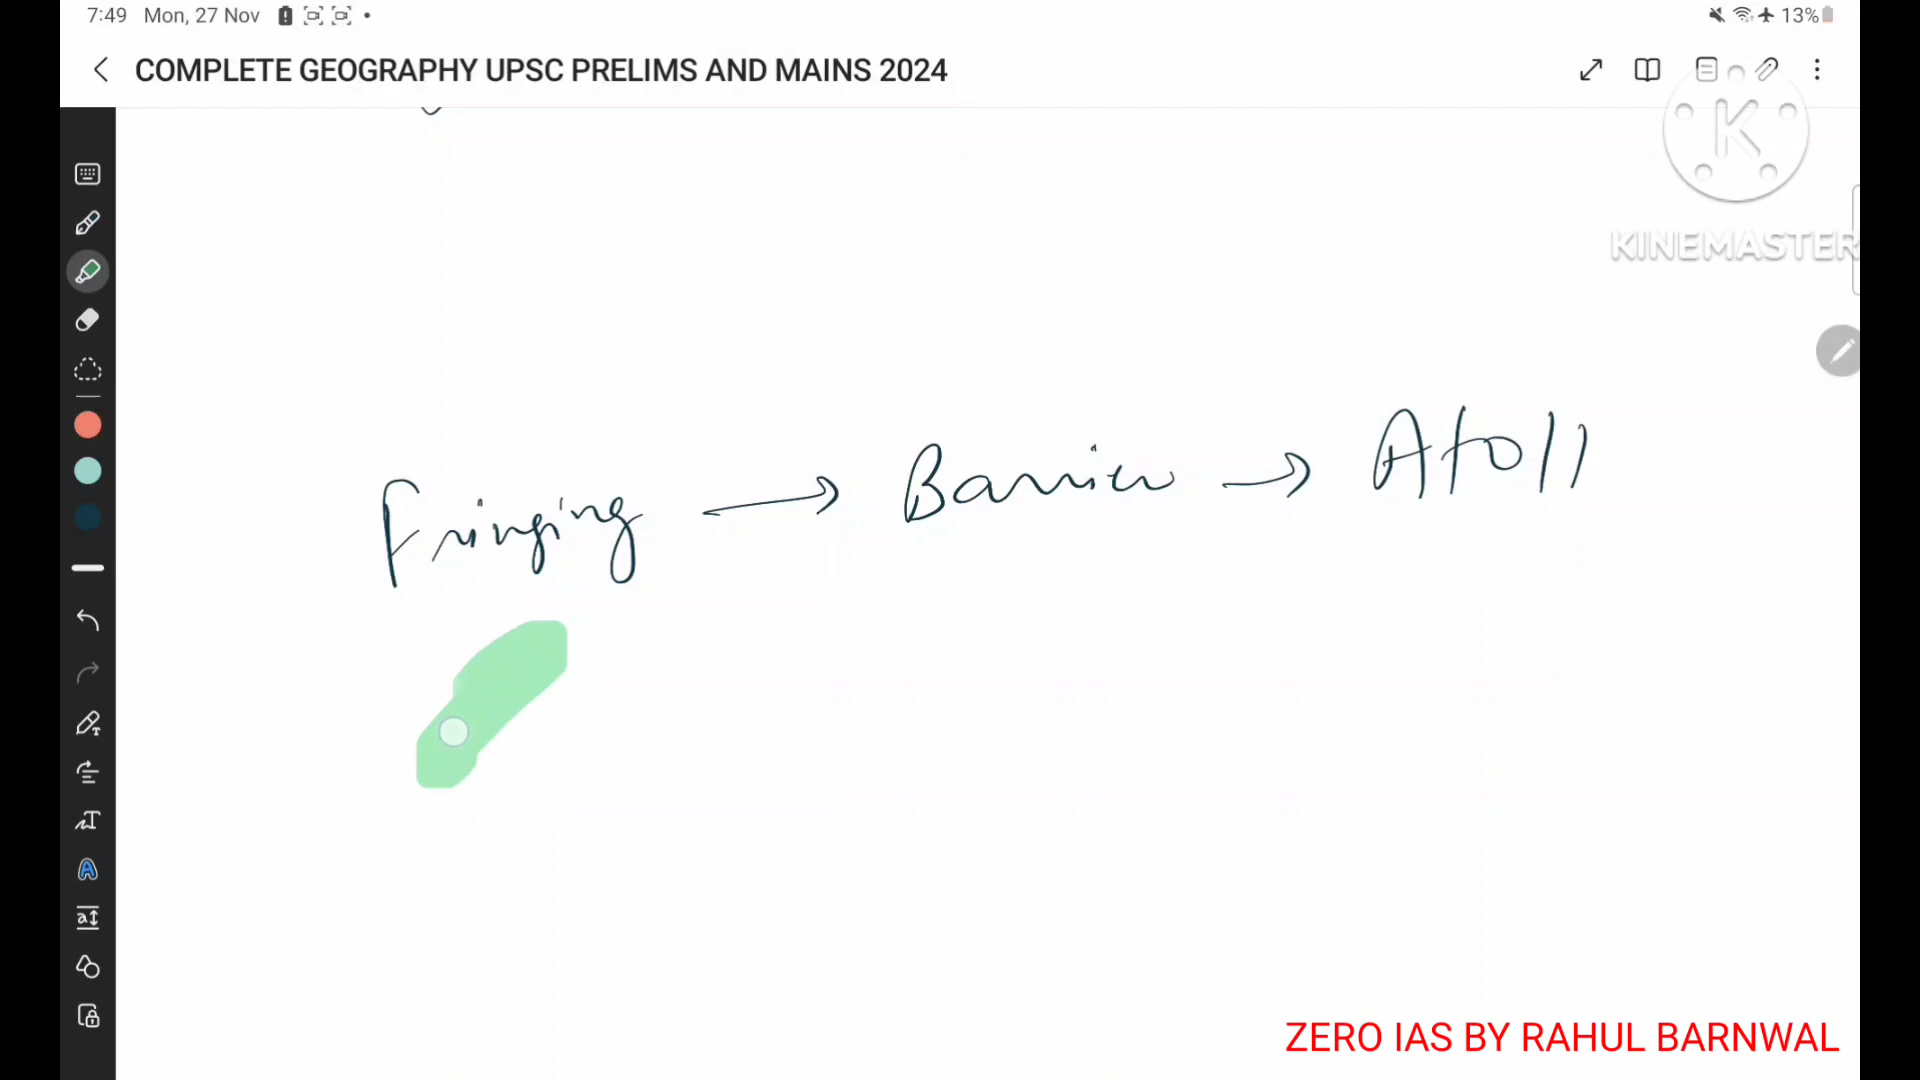 7:49 Mon, 27 Nov 13%
COMPLETE GEOGRAPHY UPSC PRELIMS AND MAINS 2024
K
KINEMASTER
Fringing → Barrier → Atoll
ZERO IAS BY RAHUL BARNWAL